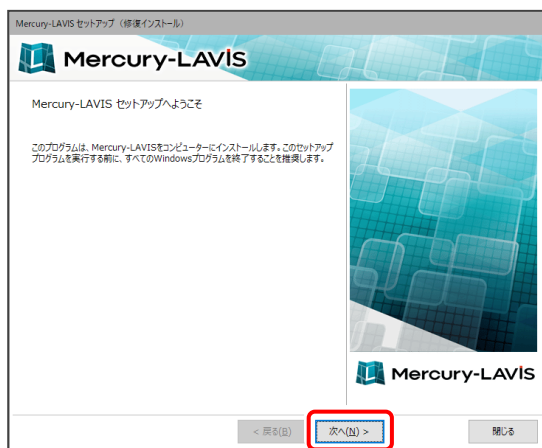 Mercury-LAVIS セットアップ（修復インストール）
Mercury-LAVIS
Mercury-LAVIS セットアップへようこそ
このプログラムは、Mercury-LAVISをコンピューターにインストールします。このセットアップ
プログラムを実行する前に、すべてのWindowsプログラムを終了することを推奨します。
Mercury-LAVIS
< 戻る(B)
次へ(N) >
閉じる